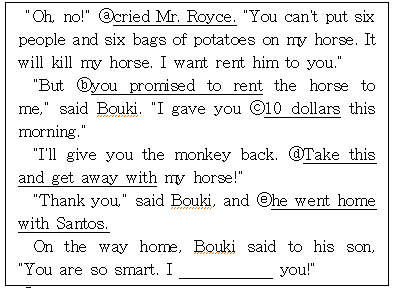 "Oh, no!" ⓐcried Mr. Royce. "You can't put six
people and six bags of potatoes on my horse. It
will kill my horse. I want rent him to you."
"But ⓑyou promised to rent the horse to
me," said Bouki. "I gave you ⓒ10 dollars this
morning."
"I'll give you the monkey back. ⓓTake this
and get away with my horse!"
"Thank you," said Bouki, and ⓔhe went home
with Santos.
On the way home, Bouki said to his son,
"You are so smart. I __________ you!"